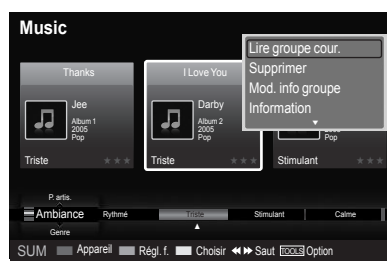 Music
Lire groupe cour.
Supprimer
Mod. info groupe
Information
Thanks
Jee
Album 1
2005
Pop
Triste
I Love You
Darby
Album 2
2005
Pop
Triste
Pop
Stimulant
P. artis.
Ambiance
Rythmé
Triste
Stimulant
Calme
Genre
SUM Appareil Régl. f. Choisir Saut TOOLS Option